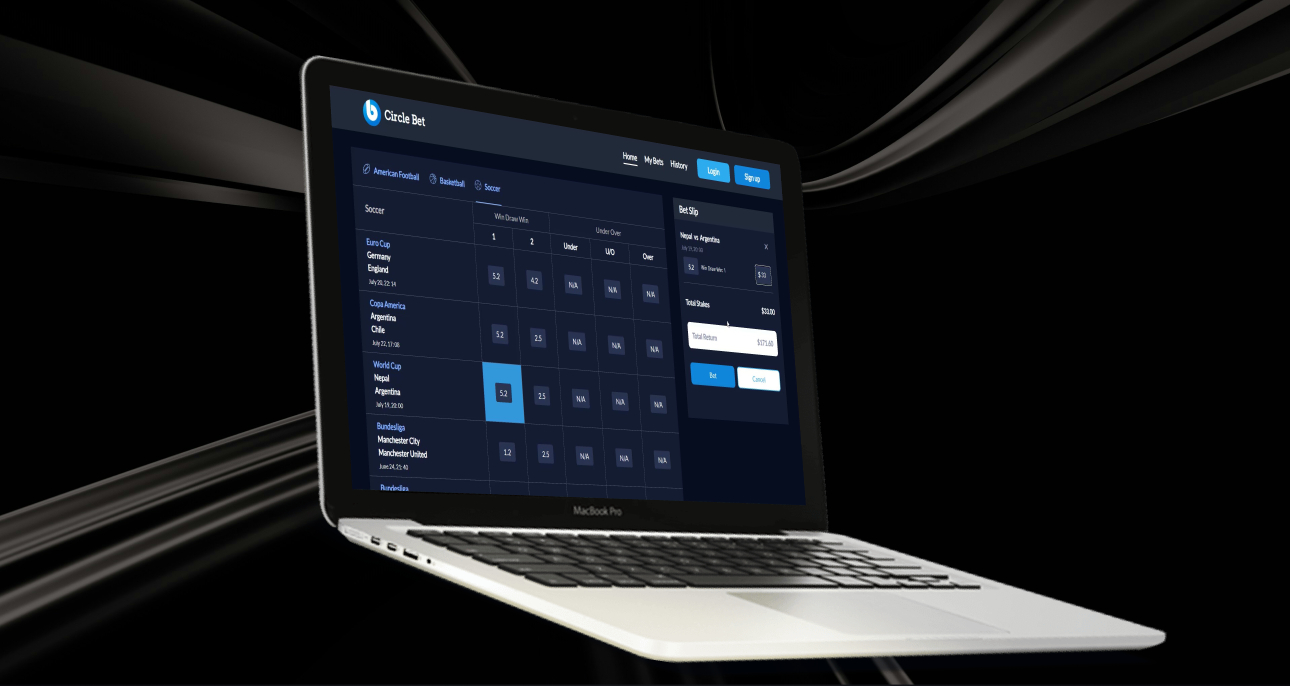 Circle Bet
Home My Bets History Login Sign up
American Football Basketball Soccer
Soccer
Win Draw Win Under Over
1 2 Under U/O Over
Euro Cup
Germany
England
July 20, 22:14
5.2 4.2 N/A N/A N/A
Copa America
Argentina
Chile
July 22, 17:08
5.2 2.5 N/A N/A N/A
World Cup
Nepal
Argentina
July 19, 20:00
5.2 2.5 N/A N/A N/A
Bundesliga
Manchester City
Manchester United
June 24, 21:40
1.2 2.5 N/A N/A N/A
Bundesliga
Bet Slip
Nepal vs Argentina X
July 19, 20:00
5.2 Win Draw Win: 1 $33
Total Stakes $33.00
Total Return $171.60
Bet Cancel
MacBook Pro